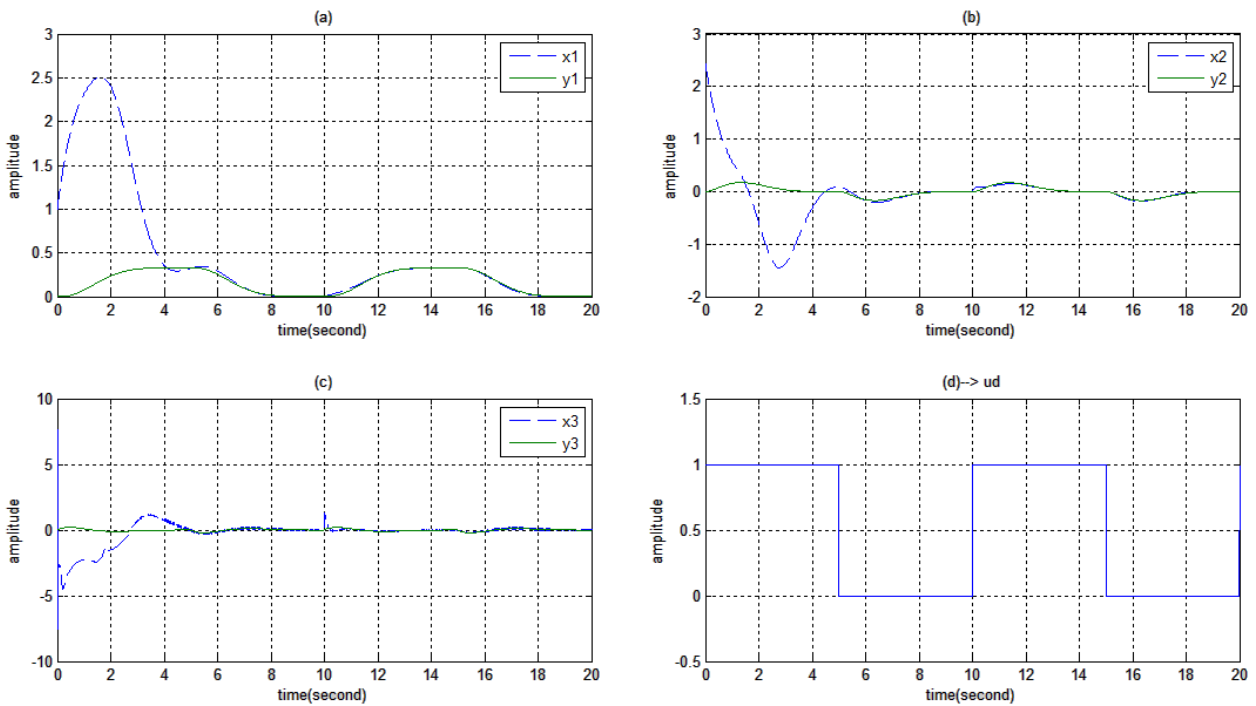 (a)
3
2.5
2
1.5
1
0.5
0
amplitude
x1
y1
0 2 4 6 8 10 12 14 16 18 20
time(second)
(b)
3
2
1
0
-1
-2
amplitude
x2
y2
0 2 4 6 8 10 12 14 16 18 20
time(second)
(c)
10
5
0
-5
-10
amplitude
x3
y3
0 2 4 6 8 10 12 14 16 18 20
time(second)
(d)--> ud
1.5
1
0.5
0
-0.5
amplitude
0 2 4 6 8 10 12 14 16 18 20
time(second)